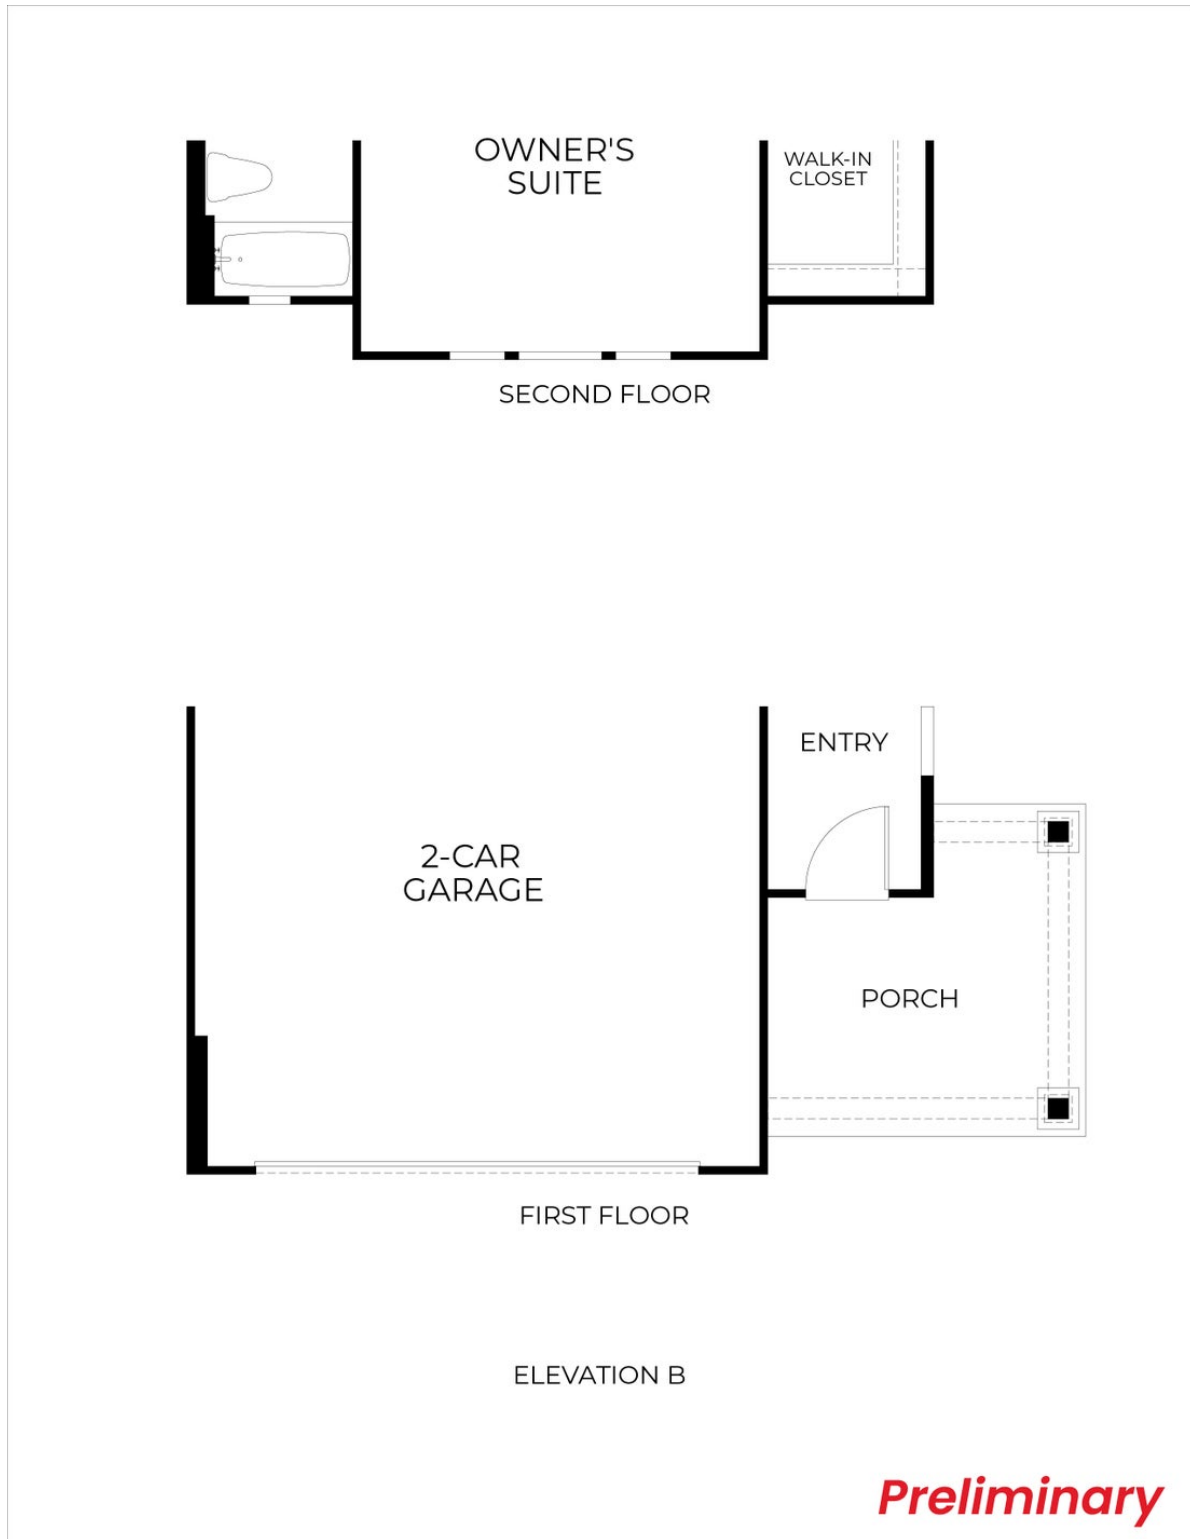 OWNER'S
SUITE
WALK-IN
CLOSET
SECOND FLOOR
ENTRY
2-CAR
GARAGE
PORCH
FIRST FLOOR
ELEVATION B
Preliminary